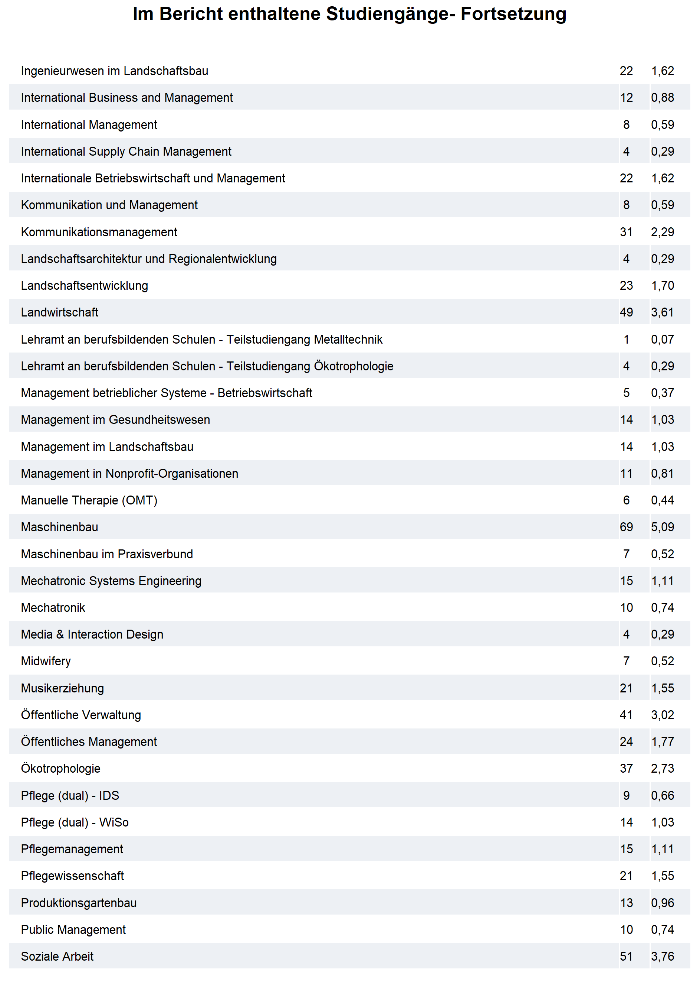 Im Bericht enthaltene Studiengänge- Fortsetzung
Ingenieurwesen im Landschaftsbau 22 1,62
International Business and Management 12 0,88
International Management 8 0,59
International Supply Chain Management 4 0,29
Internationale Betriebswirtschaft und Management 22 1,62
Kommunikation und Management 8 0,59
Kommunikationsmanagement 31 2,29
Landschaftsarchitektur und Regionalentwicklung 4 0,29
Landschaftsentwicklung 23 1,70
Landwirtschaft 49 3,61
Lehramt an berufsbildenden Schulen - Teilstudiengang Metalltechnik 1 0,07
Lehramt an berufsbildenden Schulen - Teilstudiengang Ökotrophologie 4 0,29
Management betrieblicher Systeme - Betriebswirtschaft 5 0,37
Management im Gesundheitswesen 14 1,03
Management im Landschaftsbau 14 1,03
Management in Nonprofit-Organisationen 11 0,81
Manuelle Therapie (OMT) 6 0,44
Maschinenbau 69 5,09
Maschinenbau im Praxisverbund 7 0,52
Mechatronic Systems Engineering 15 1,11
Mechatronik 10 0,74
Media & Interaction Design 4 0,29
Midwifery 7 0,52
Musikerziehung 21 1,55
Öffentliche Verwaltung 41 3,02
Öffentliches Management 24 1,77
Ökotrophologie 37 2,73
Pflege (dual) - IDS 9 0,66
Pflege (dual) - WiSo 14 1,03
Pflegemanagement 15 1,11
Pflegewissenschaft 21 1,55
Produktionsgartenbau 13 0,96
Public Management 10 0,74
Soziale Arbeit 51 3,76